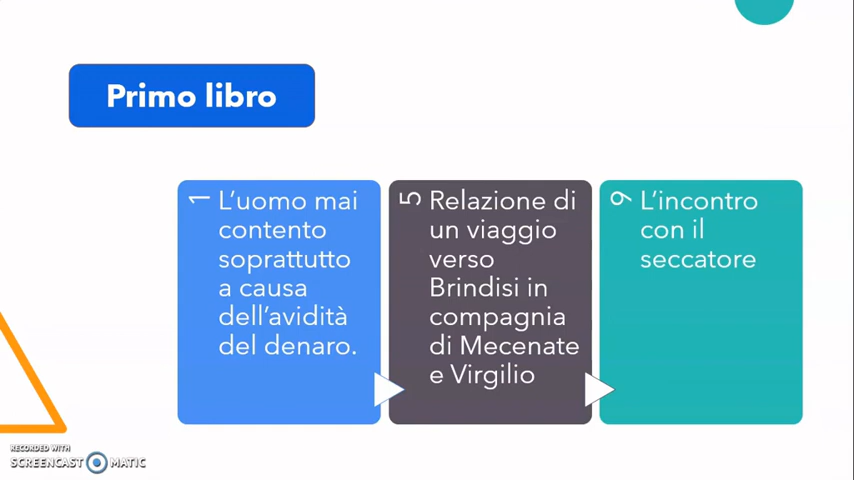 Primo libro
1
L'uomo mai
contento
soprattutto
a causa
dell'avidità
del denaro.
5
Relazione di
un viaggio
verso
Brindisi in
compagnia
di Mecenate
e Virgilio
9
L'incontro
con il
seccatore
RECORDED WITH
SCREENCAST MATIC